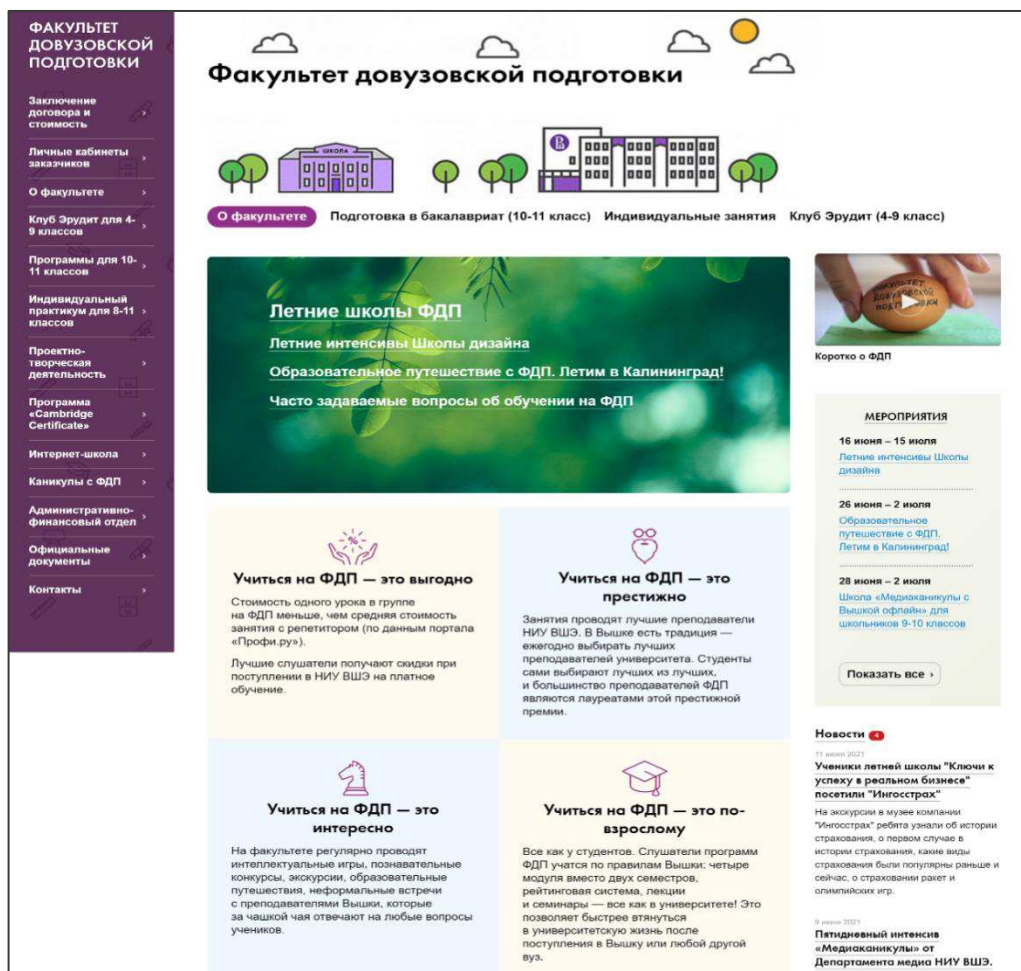 ФАКУЛЬТЕТ
ДОВУЗОВСКОЙ
ПОДГОТОВКИ
Заключение
договора и
стоимость
Личные кабинеты
заказчиков
О факультете
Клуб Эрудит для 4-
9 классов
Программы для 10-
11 классов
Индивидуальный
практикум для 8-11
классов
Проектно-
творческая
деятельность
Программа
«Cambridge
Certificate»
Интернет-школа
Каникулы с ФДП
Административно-
финансовый отдел
Официальные
документы
Контакты
Факультет довузовской подготовки
ШКОЛА
О факультете Подготовка в бакалавриат (10-11 класс) Индивидуальные занятия Клуб Эрудит (4-9 класс)
Летние школы ФДП
Летние интенсивы Школы дизайна
Образовательное путешествие с ФДП. Летим в Калининград!
Часто задаваемые вопросы об обучении на ФДП
Учиться на ФДП — это выгодно
Стоимость одного урока в группе
на ФДП меньше, чем средняя стоимость
занятия с репетитором (по данным портала
«Профи.ру»).
Лучшие слушатели получают скидки при
поступлении в НИУ ВШЭ на платное
обучение.
Учиться на ФДП — это
престижно
Занятия проводят лучшие преподаватели
НИУ ВШЭ. В Вышке есть традиция —
ежегодно выбирать лучших
преподавателей университета. Студенты
сами выбирают лучших из лучших,
и большинство преподавателей ФДП
являются лауреатами этой престижной
премии.
Учиться на ФДП — это
интересно
На факультете регулярно проводят
интеллектуальные игры, познавательные
конкурсы, экскурсии, образовательные
путешествия, неформальные встречи
с преподавателями Вышки, которые
за чашкой чая отвечают на любые вопросы
учеников.
Учиться на ФДП — это по-
взрослому
Все как у студентов. Слушатели программ
ФДП учатся по правилам Вышки: четыре
модуля вместо двух семестров,
рейтинговая система, лекции
и семинары — все как в университете! Это
позволяет быстрее втянуться
в университетскую жизнь после
поступления в Вышку или любой другой
вуз.
ФАКУЛЬТЕТ
ДОВУЗОВСКОЙ
ПОДГОТОВКИ
Коротко о ФДП
МЕРОПРИЯТИЯ
16 июня – 15 июля
Летние интенсивы Школы
дизайна
26 июня – 2 июля
Образовательное
путешествие с ФДП.
Летим в Калининград!
28 июня – 2 июля
Школа «Медиаканикулы с
Вышкой офлайн» для
школьников 9-10 классов
Показать все ›
Новости 4
11 июня 2021
Ученики летней школы "Ключи к
успеху в реальном бизнесе"
посетили "Ингосстрах"
На экскурсии в музее компании
"Ингосстрах" ребята узнали об истории
страхования, о первом случае в
истории страхования, какие виды
страхования были популярны раньше и
сейчас, о страховании ракет и
олимпийских игр.
9 июня 2021
Пятидневный интенсив
«Медиаканикулы» от
Департамента медиа НИУ ВШЭ.